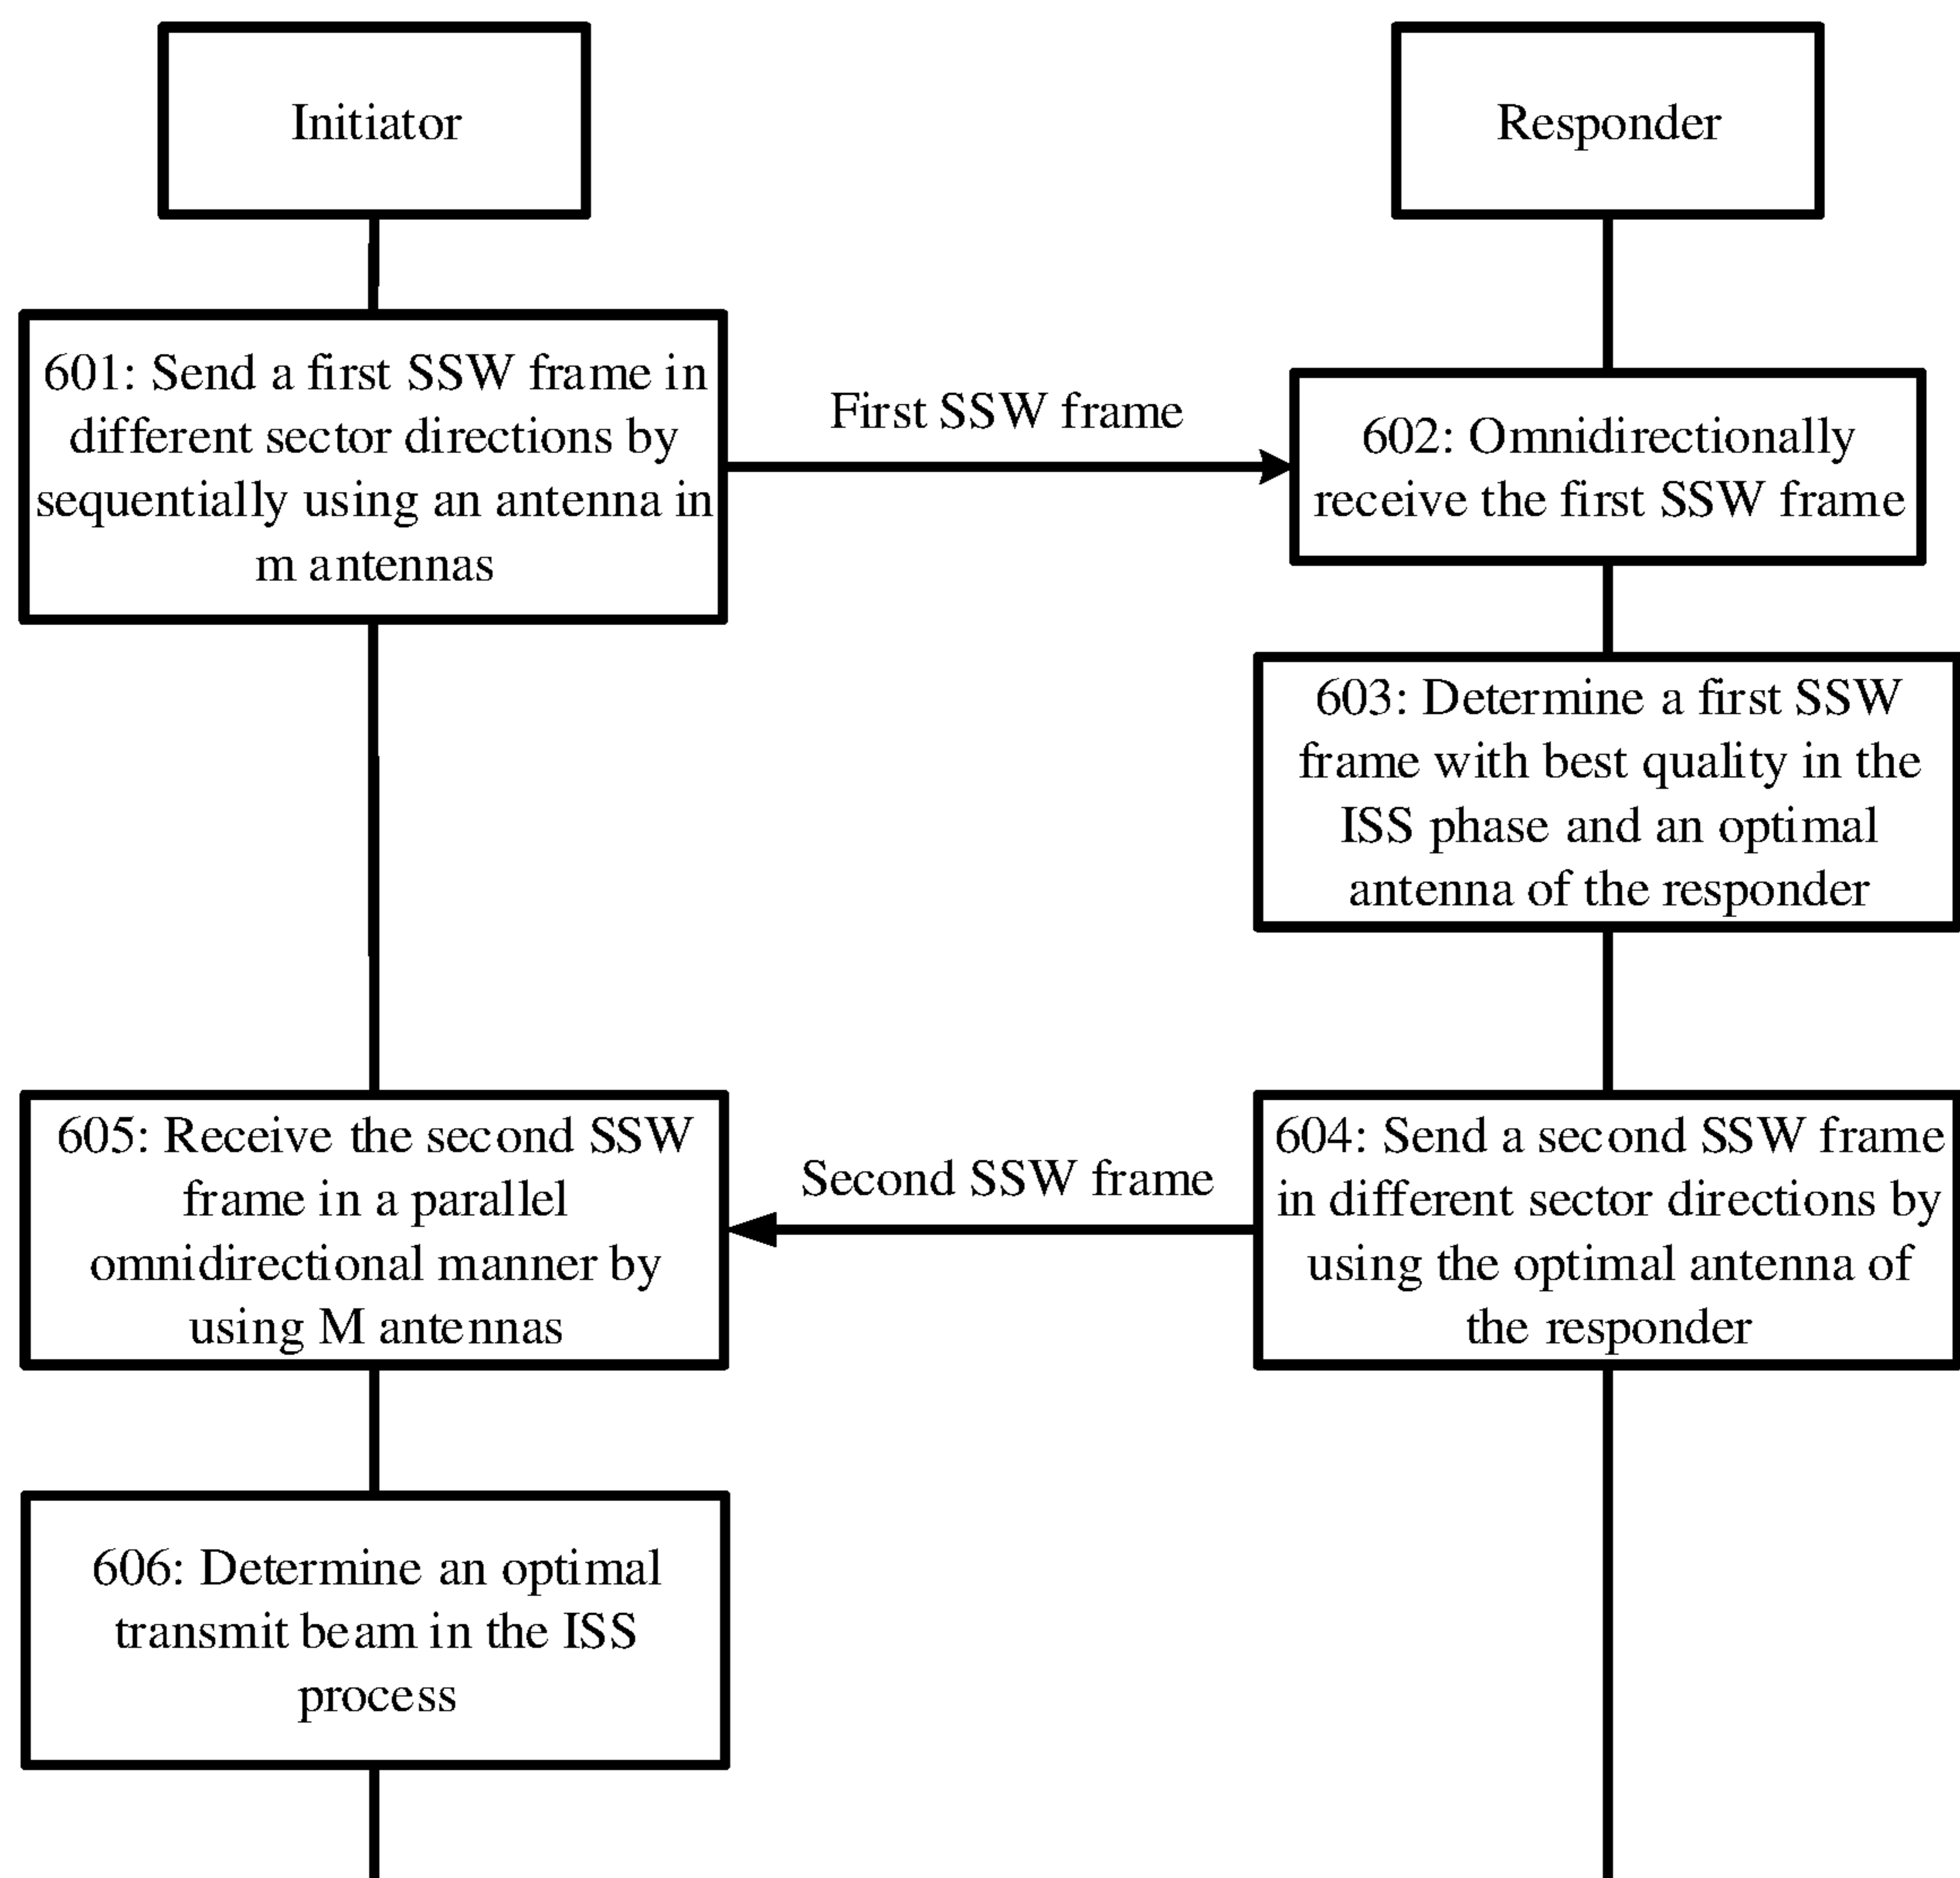 Initiator
Responder
601: Send a first SSW frame in
different sector directions by
sequentially using an antenna in
m antennas
First SSW frame
602: Omnidirectionally
receive the first SSW frame
603: Determine a first SSW
frame with best quality in the
ISS phase and an optimal
antenna of the responder
605: Receive the second SSW
frame in a parallel
omnidirectional manner by
using M antennas
Second SSW frame
604: Send a second SSW frame
in different sector directions by
using the optimal antenna of
the responder
606: Determine an optimal
transmit beam in the ISS
process